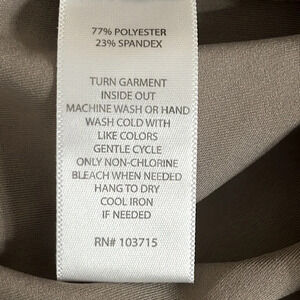 77% POLYESTER
23% SPANDEX
TURN GARMENT
INSIDE OUT
MACHINE WASH OR HAND
WASH COLD WITH
LIKE COLORS
GENTLE CYCLE
ONLY NON-CHLORINE
BLEACH WHEN NEEDED
HANG TO DRY
COOL IRON
IF NEEDED
RN# 103715